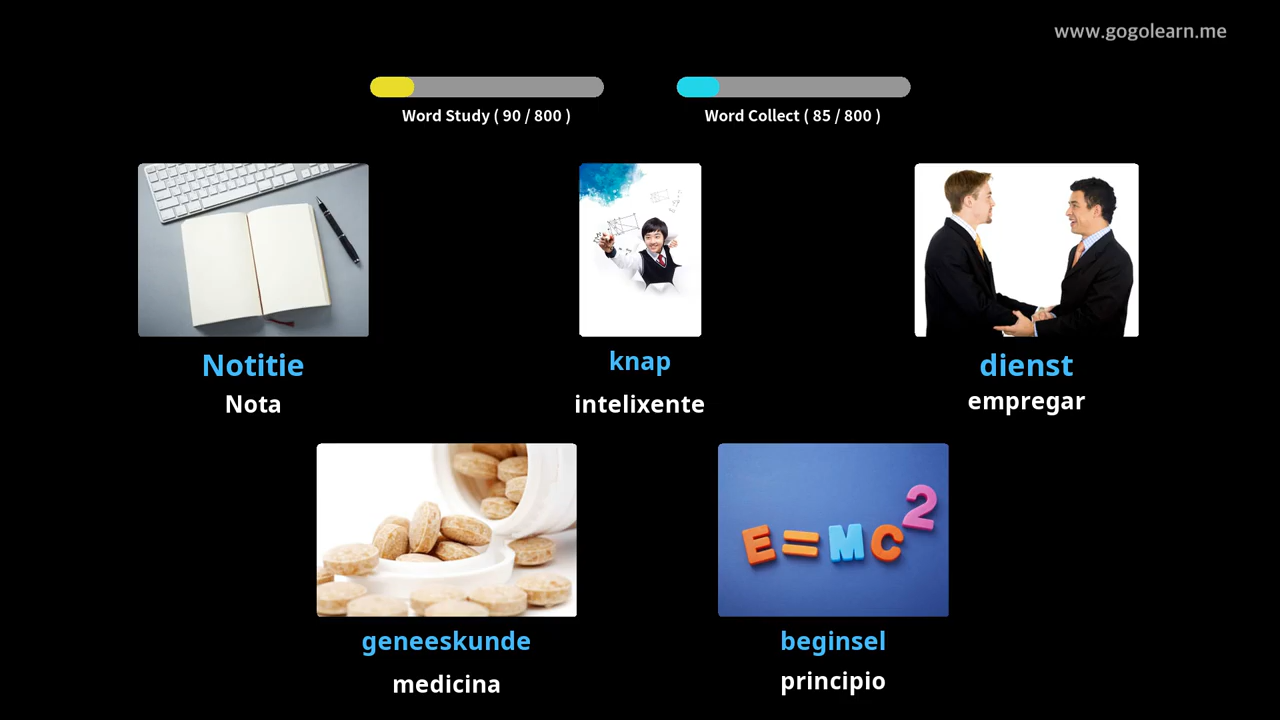 www.gogolearn.me
Word Study ( 90 / 800 )
Word Collect ( 85 / 800 )
Notitie
Nota
knap
intelixente
dienst
empregar
E=MC2
geneeskunde
medicina
beginsel
principio